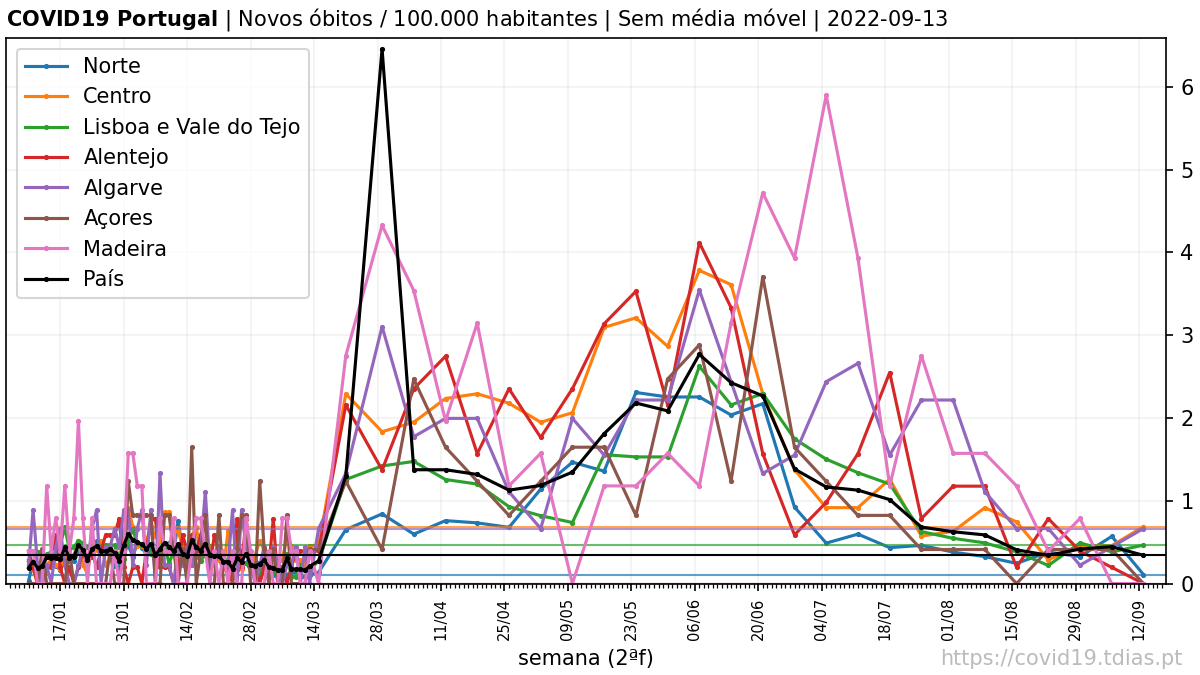 COVID19 Portugal | Novos óbitos / 100.000 habitantes | Sem média móvel | 2022-09-13
Norte
Centro
Lisboa e Vale do Tejo
Alentejo
Algarve
Açores
Madeira
País
6
5
4
3
2
1
0
17/01 31/01 14/02 28/02 14/03 28/03 11/04 25/04 09/05 23/05 06/06 20/06 04/07 18/07 01/08 15/08 29/08 12/09
semana (2ªf)
https://covid19.tdias.pt